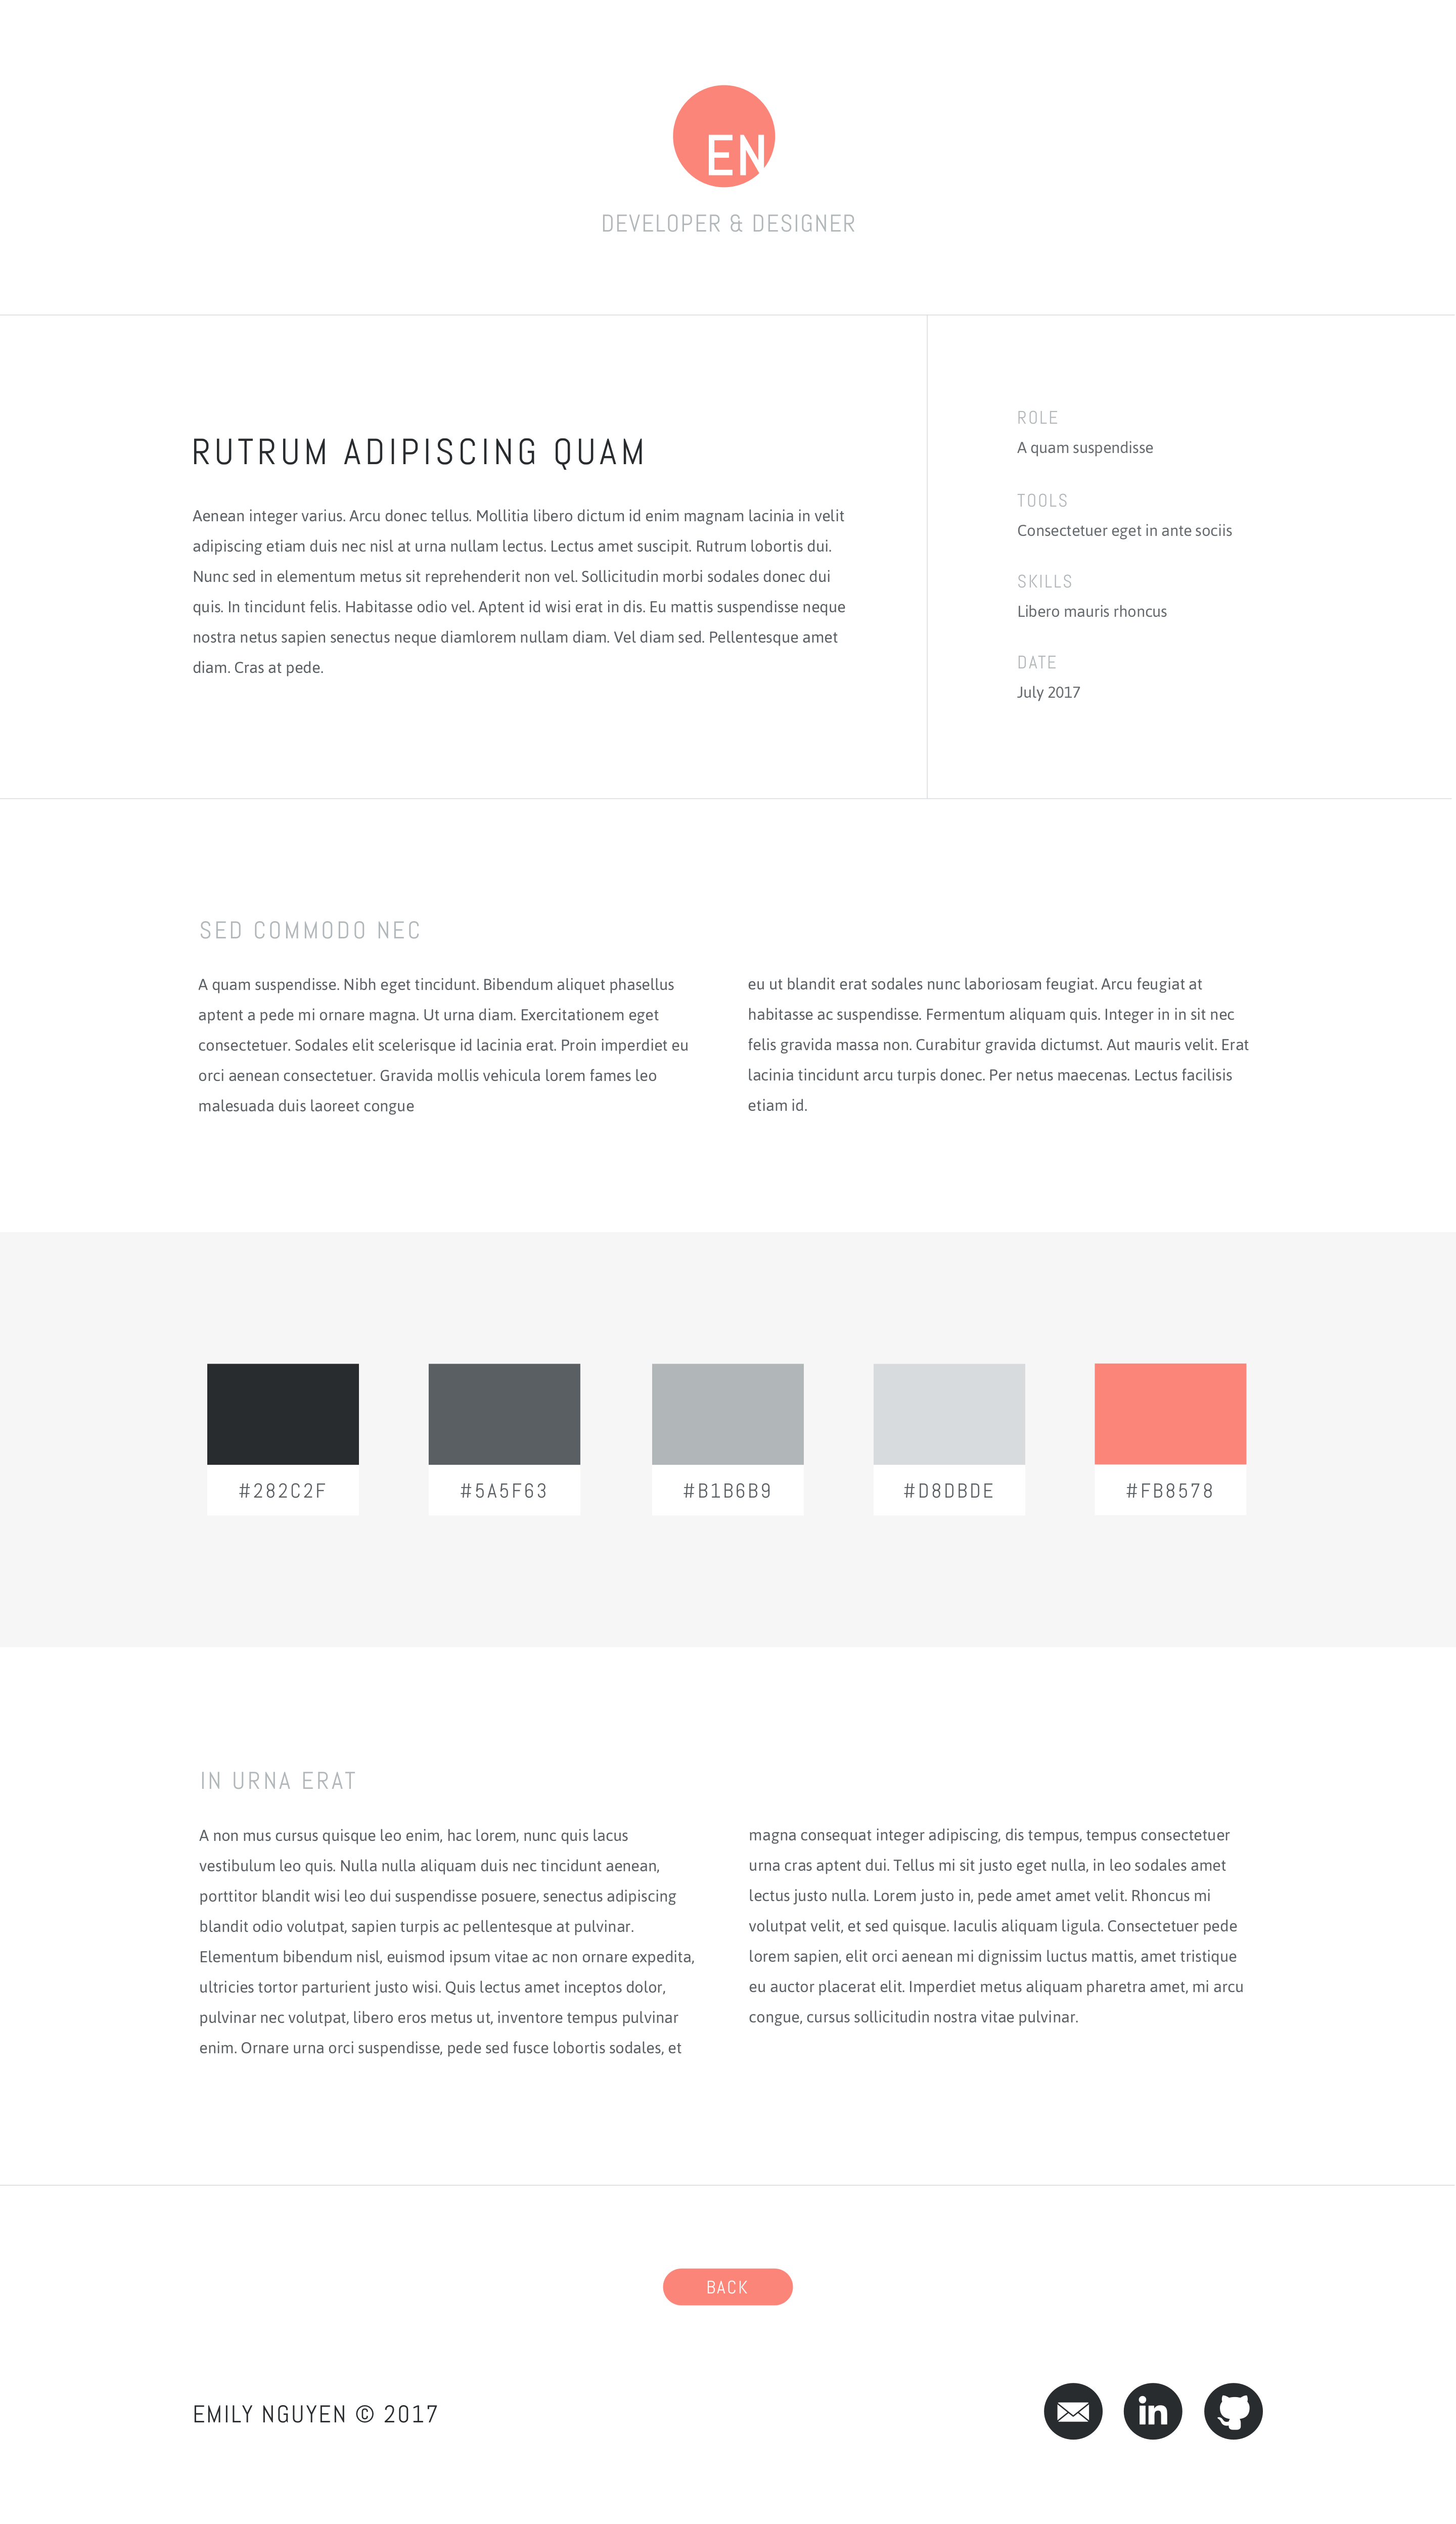 EN
DEVELOPER & DESIGNER
RUTRUM ADIPISCING QUAM
Aenean integer varius. Arcu donec tellus. Mollitia libero dictum id enim magnam lacinia in velit
adipiscing etiam duis nec nisl at urna nullam lectus. Lectus amet suscipit. Rutrum lobortis dui.
Nunc sed in elementum metus sit reprehenderit non vel. Sollicitudin morbi sodales donec dui
quis. In tincidunt felis. Habitasse odio vel. Aptent id wisi erat in dis. Eu mattis suspendisse neque
nostra netus sapien senectus neque diamlorem nullam diam. Vel diam sed. Pellentesque amet
diam. Cras at pede.
ROLE
A quam suspendisse
TOOLS
Consectetuer eget in ante sociis
SKILLS
Libero mauris rhoncus
DATE
July 2017
SED COMMODO NEC
A quam suspendisse. Nibh eget tincidunt. Bibendum aliquet phasellus
aptent a pede mi ornare magna. Ut urna diam. Exercitationem eget
consectetuer. Sodales elit scelerisque id lacinia erat. Proin imperdiet eu
orci aenean consectetuer. Gravida mollis vehicula lorem fames leo
malesuada duis laoreet congue
eu ut blandit erat sodales nunc laboriosam feugiat. Arcu feugiat at
habitasse ac suspendisse. Fermentum aliquam quis. Integer in in sit nec
felis gravida massa non. Curabitur gravida dictumst. Aut mauris velit. Erat
lacinia tincidunt arcu turpis donec. Per netus maecenas. Lectus facilisis
etiam id.
#282C2F
#5A5F63
#B1B6B9
#D8DBDE
#FB8578
IN URNA ERAT
A non mus cursus quisque leo enim, hac lorem, nunc quis lacus
vestibulum leo quis. Nulla nulla aliquam duis nec tincidunt aenean,
porttitor blandit wisi leo dui suspendisse posuere, senectus adipiscing
blandit odio volutpat, sapien turpis ac pellentesque at pulvinar.
Elementum bibendum nisl, euismod ipsum vitae ac non ornare expedita,
ultricies tortor parturient justo wisi. Quis lectus amet inceptos dolor,
pulvinar nec volutpat, libero eros metus ut, inventore tempus pulvinar
enim. Ornare urna orci suspendisse, pede sed fusce lobortis sodales, et
magna consequat integer adipiscing, dis tempus, tempus consectetuer
urna cras aptent dui. Tellus mi sit justo eget nulla, in leo sodales amet
lectus justo nulla. Lorem justo in, pede amet amet velit. Rhoncus mi
volutpat velit, et sed quisque. Iaculis aliquam ligula. Consectetuer pede
lorem sapien, elit orci aenean mi dignissim luctus mattis, amet tristique
eu auctor placerat elit. Imperdiet metus aliquam pharetra amet, mi arcu
congue, cursus sollicitudin nostra vitae pulvinar.
BACK
EMILY NGUYEN © 2017
in